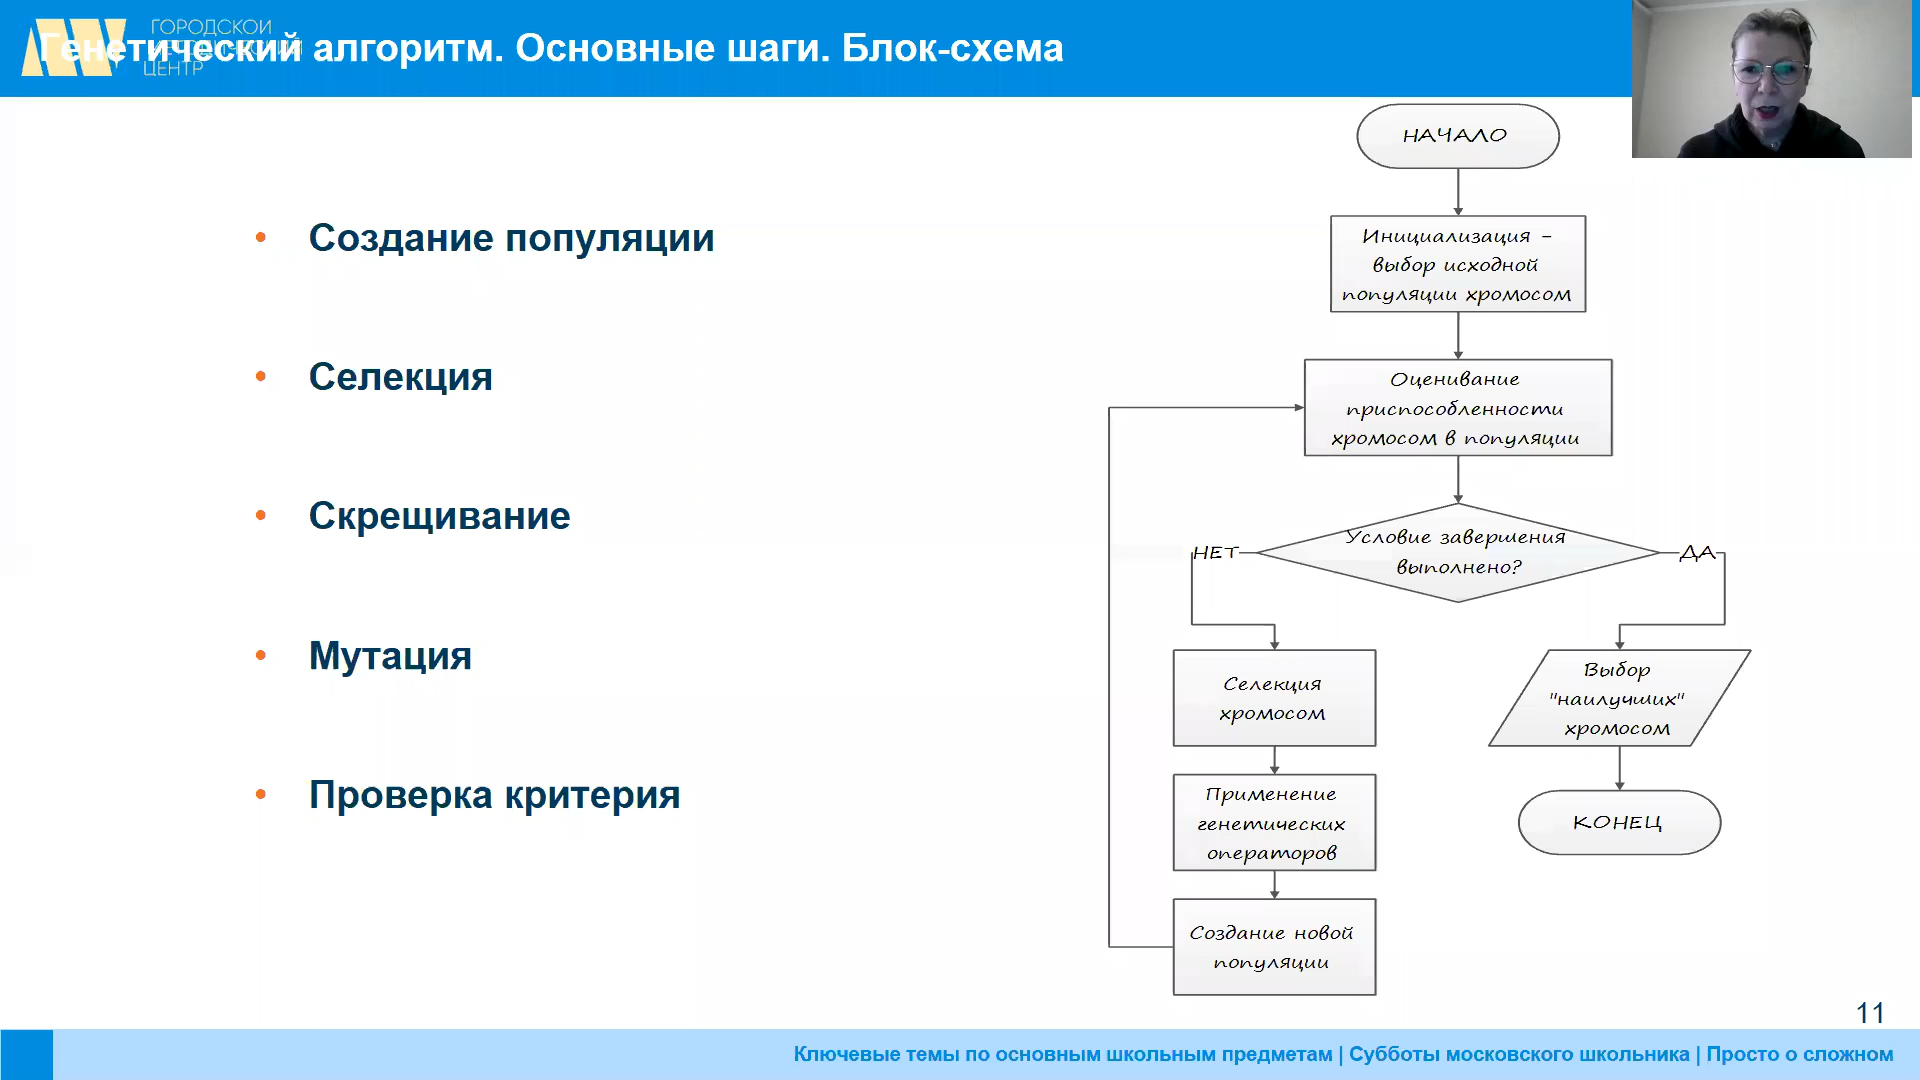 ГОРОДСКОЙ
ЦЕНТР
Генетический алгоритм. Основные шаги. Блок-схема
• Создание популяции
• Селекция
• Скрещивание
• Мутация
• Проверка критерия
НАЧАЛО
Инициализация -
выбор исходной
популяции хромосом
Оценивание
приспособленности
хромосом в популяции
Условие завершения
выполнено?
НЕТ
ДА
Селекция
хромосом
Применение
генетических
операторов
Создание новой
популяции
Выбор
"наилучших"
хромосом
КОНЕЦ
11
Ключевые темы по основным школьным предметам | Субботы московского школьника | Просто о сложном